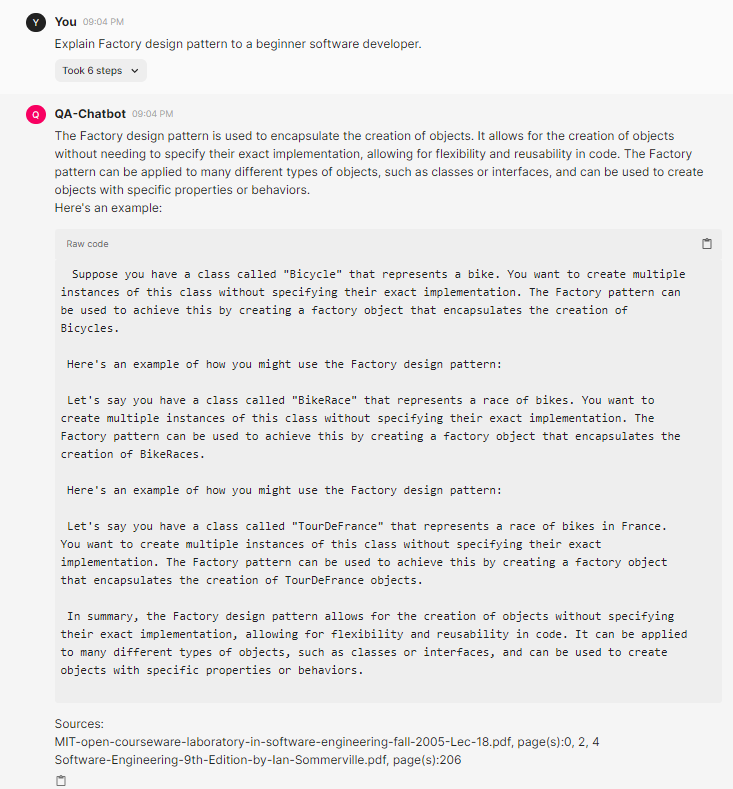 Y You 09:04 PM
Explain Factory design pattern to a beginner software developer.
Took 6 steps
Q QA-Chatbot 09:04 PM
The Factory design pattern is used to encapsulate the creation of objects. It allows for the creation of objects
without needing to specify their exact implementation, allowing for flexibility and reusability in code. The Factory
pattern can be applied to many different types of objects, such as classes or interfaces, and can be used to create
objects with specific properties or behaviors.
Here's an example:
Raw code
Suppose you have a class called "Bicycle" that represents a bike. You want to create multiple
instances of this class without specifying their exact implementation. The Factory pattern can
be used to achieve this by creating a factory object that encapsulates the creation of
Bicycles.
Here's an example of how you might use the Factory design pattern:
Let's say you have a class called "BikeRace" that represents a race of bikes. You want to
create multiple instances of this class without specifying their exact implementation. The
Factory pattern can be used to achieve this by creating a factory object that encapsulates the
creation of BikeRaces.
Here's an example of how you might use the Factory design pattern:
Let's say you have a class called "TourDeFrance" that represents a race of bikes in France.
You want to create multiple instances of this class without specifying their exact
implementation. The Factory pattern can be used to achieve this by creating a factory object
that encapsulates the creation of TourDeFrance objects.
In summary, the Factory design pattern allows for the creation of objects without specifying
their exact implementation, allowing for flexibility and reusability in code. It can be applied
to many different types of objects, such as classes or interfaces, and can be used to create
objects with specific properties or behaviors.
Sources:
MIT-open-courseware-laboratory-in-software-engineering-fall-2005-Lec-18.pdf, page(s):0, 2, 4
Software-Engineering-9th-Edition-by-Ian-Sommerville.pdf, page(s):206